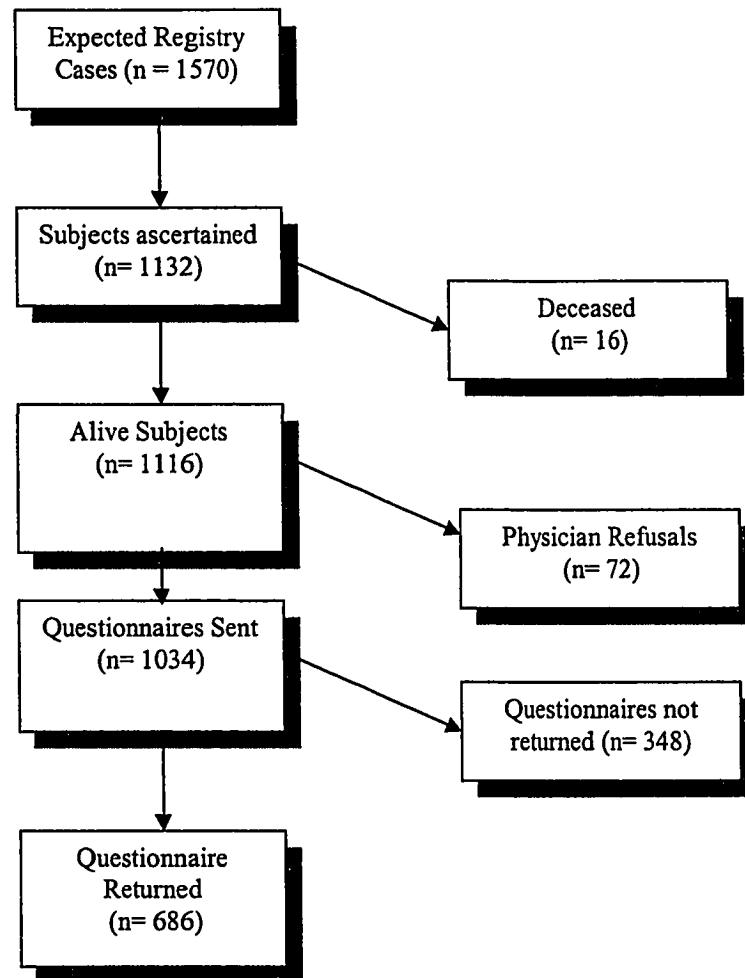 Expected Registry
Cases (n = 1570)
Subjects ascertained
(n= 1132)
Deceased
(n= 16)
Alive Subjects
(n= 1116)
Physician Refusals
(n= 72)
Questionnaires Sent
(n= 1034)
Questionnaires not
returned (n= 348)
Questionnaire
Returned
(n= 686)